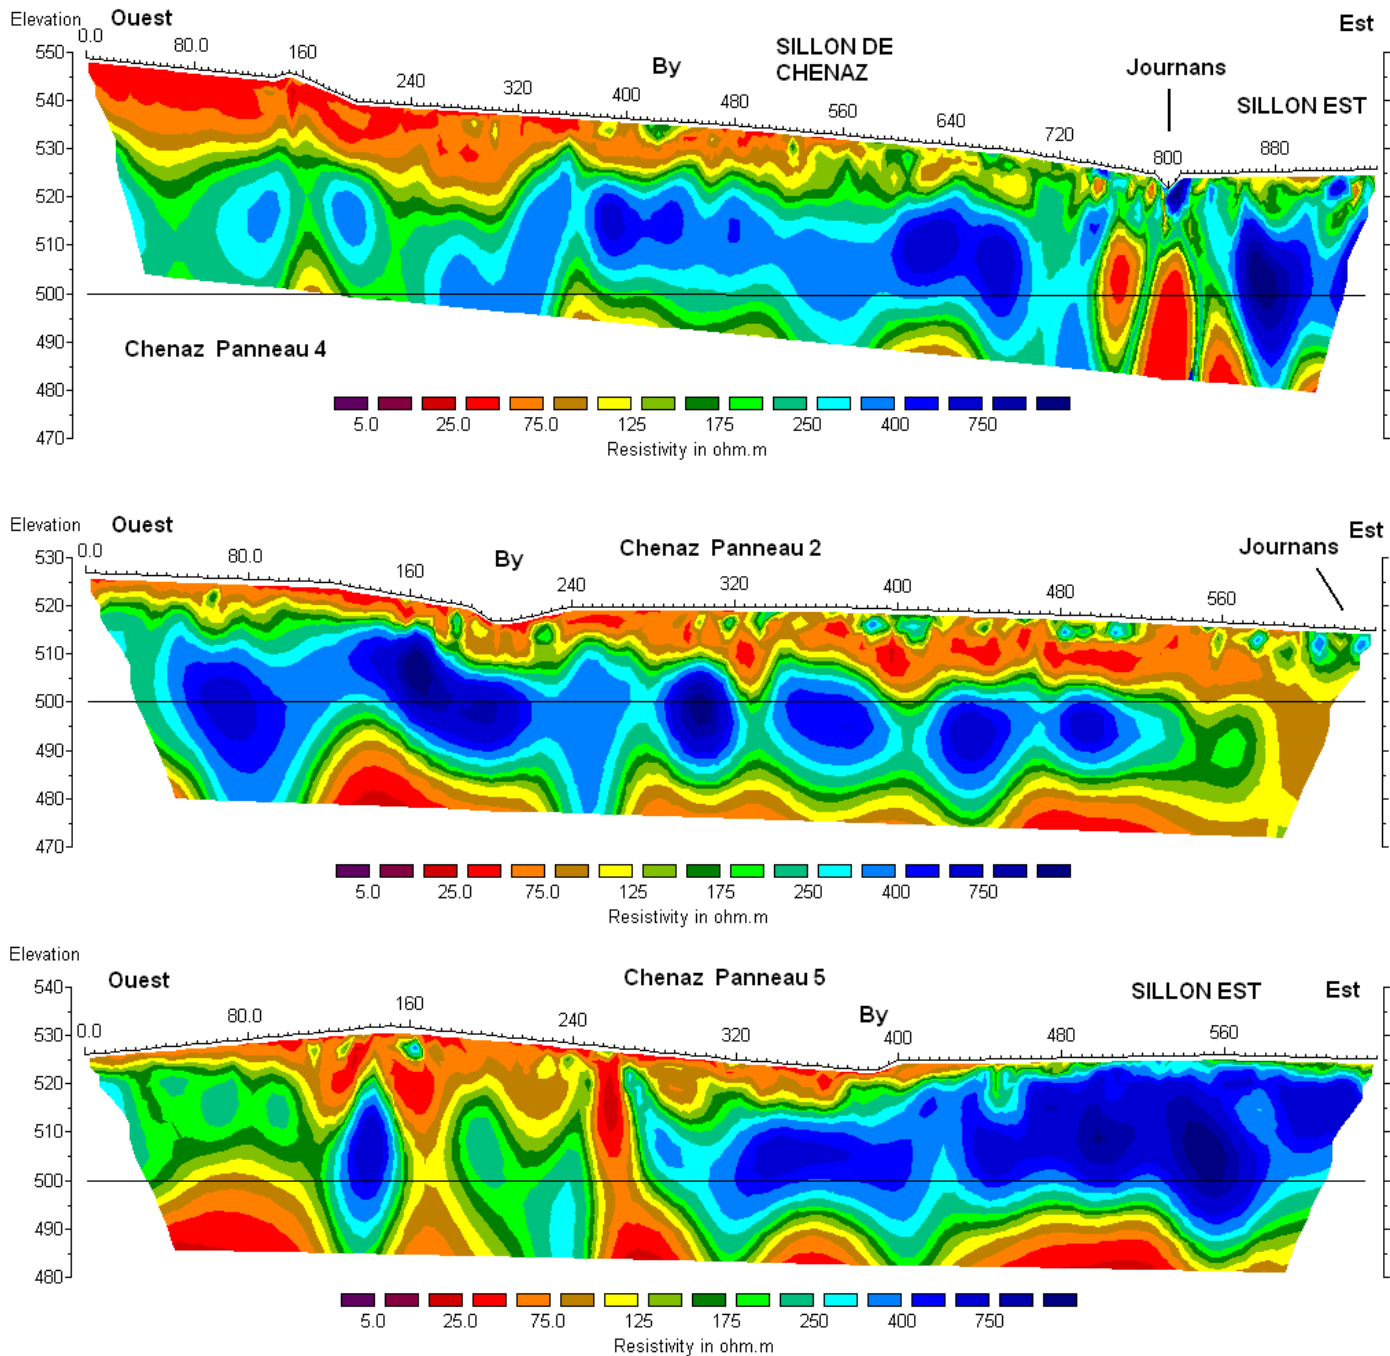 Elevation
Ouest
Est
0.0
80.0
160
240
320
400
480
560
640
720
800
880
By
SILLON DE
CHENAZ
Journans
SILLON EST
550
540
530
520
510
500
490
480
470
Chenaz Panneau 4
5.0 25.0 75.0 125 175 250 400 750
Resistivity in ohm.m
Elevation
Ouest
Est
0.0
80.0
160
240
320
400
480
560
By
Chenaz Panneau 2
Journans
530
520
510
500
490
480
470
5.0 25.0 75.0 125 175 250 400 750
Resistivity in ohm.m
Elevation
Ouest
Chenaz Panneau 5
SILLON EST
Est
By
0.0
80.0
160
240
320
400
480
560
540
530
520
510
500
490
480
5.0 25.0 75.0 125 175 250 400 750
Resistivity in ohm.m